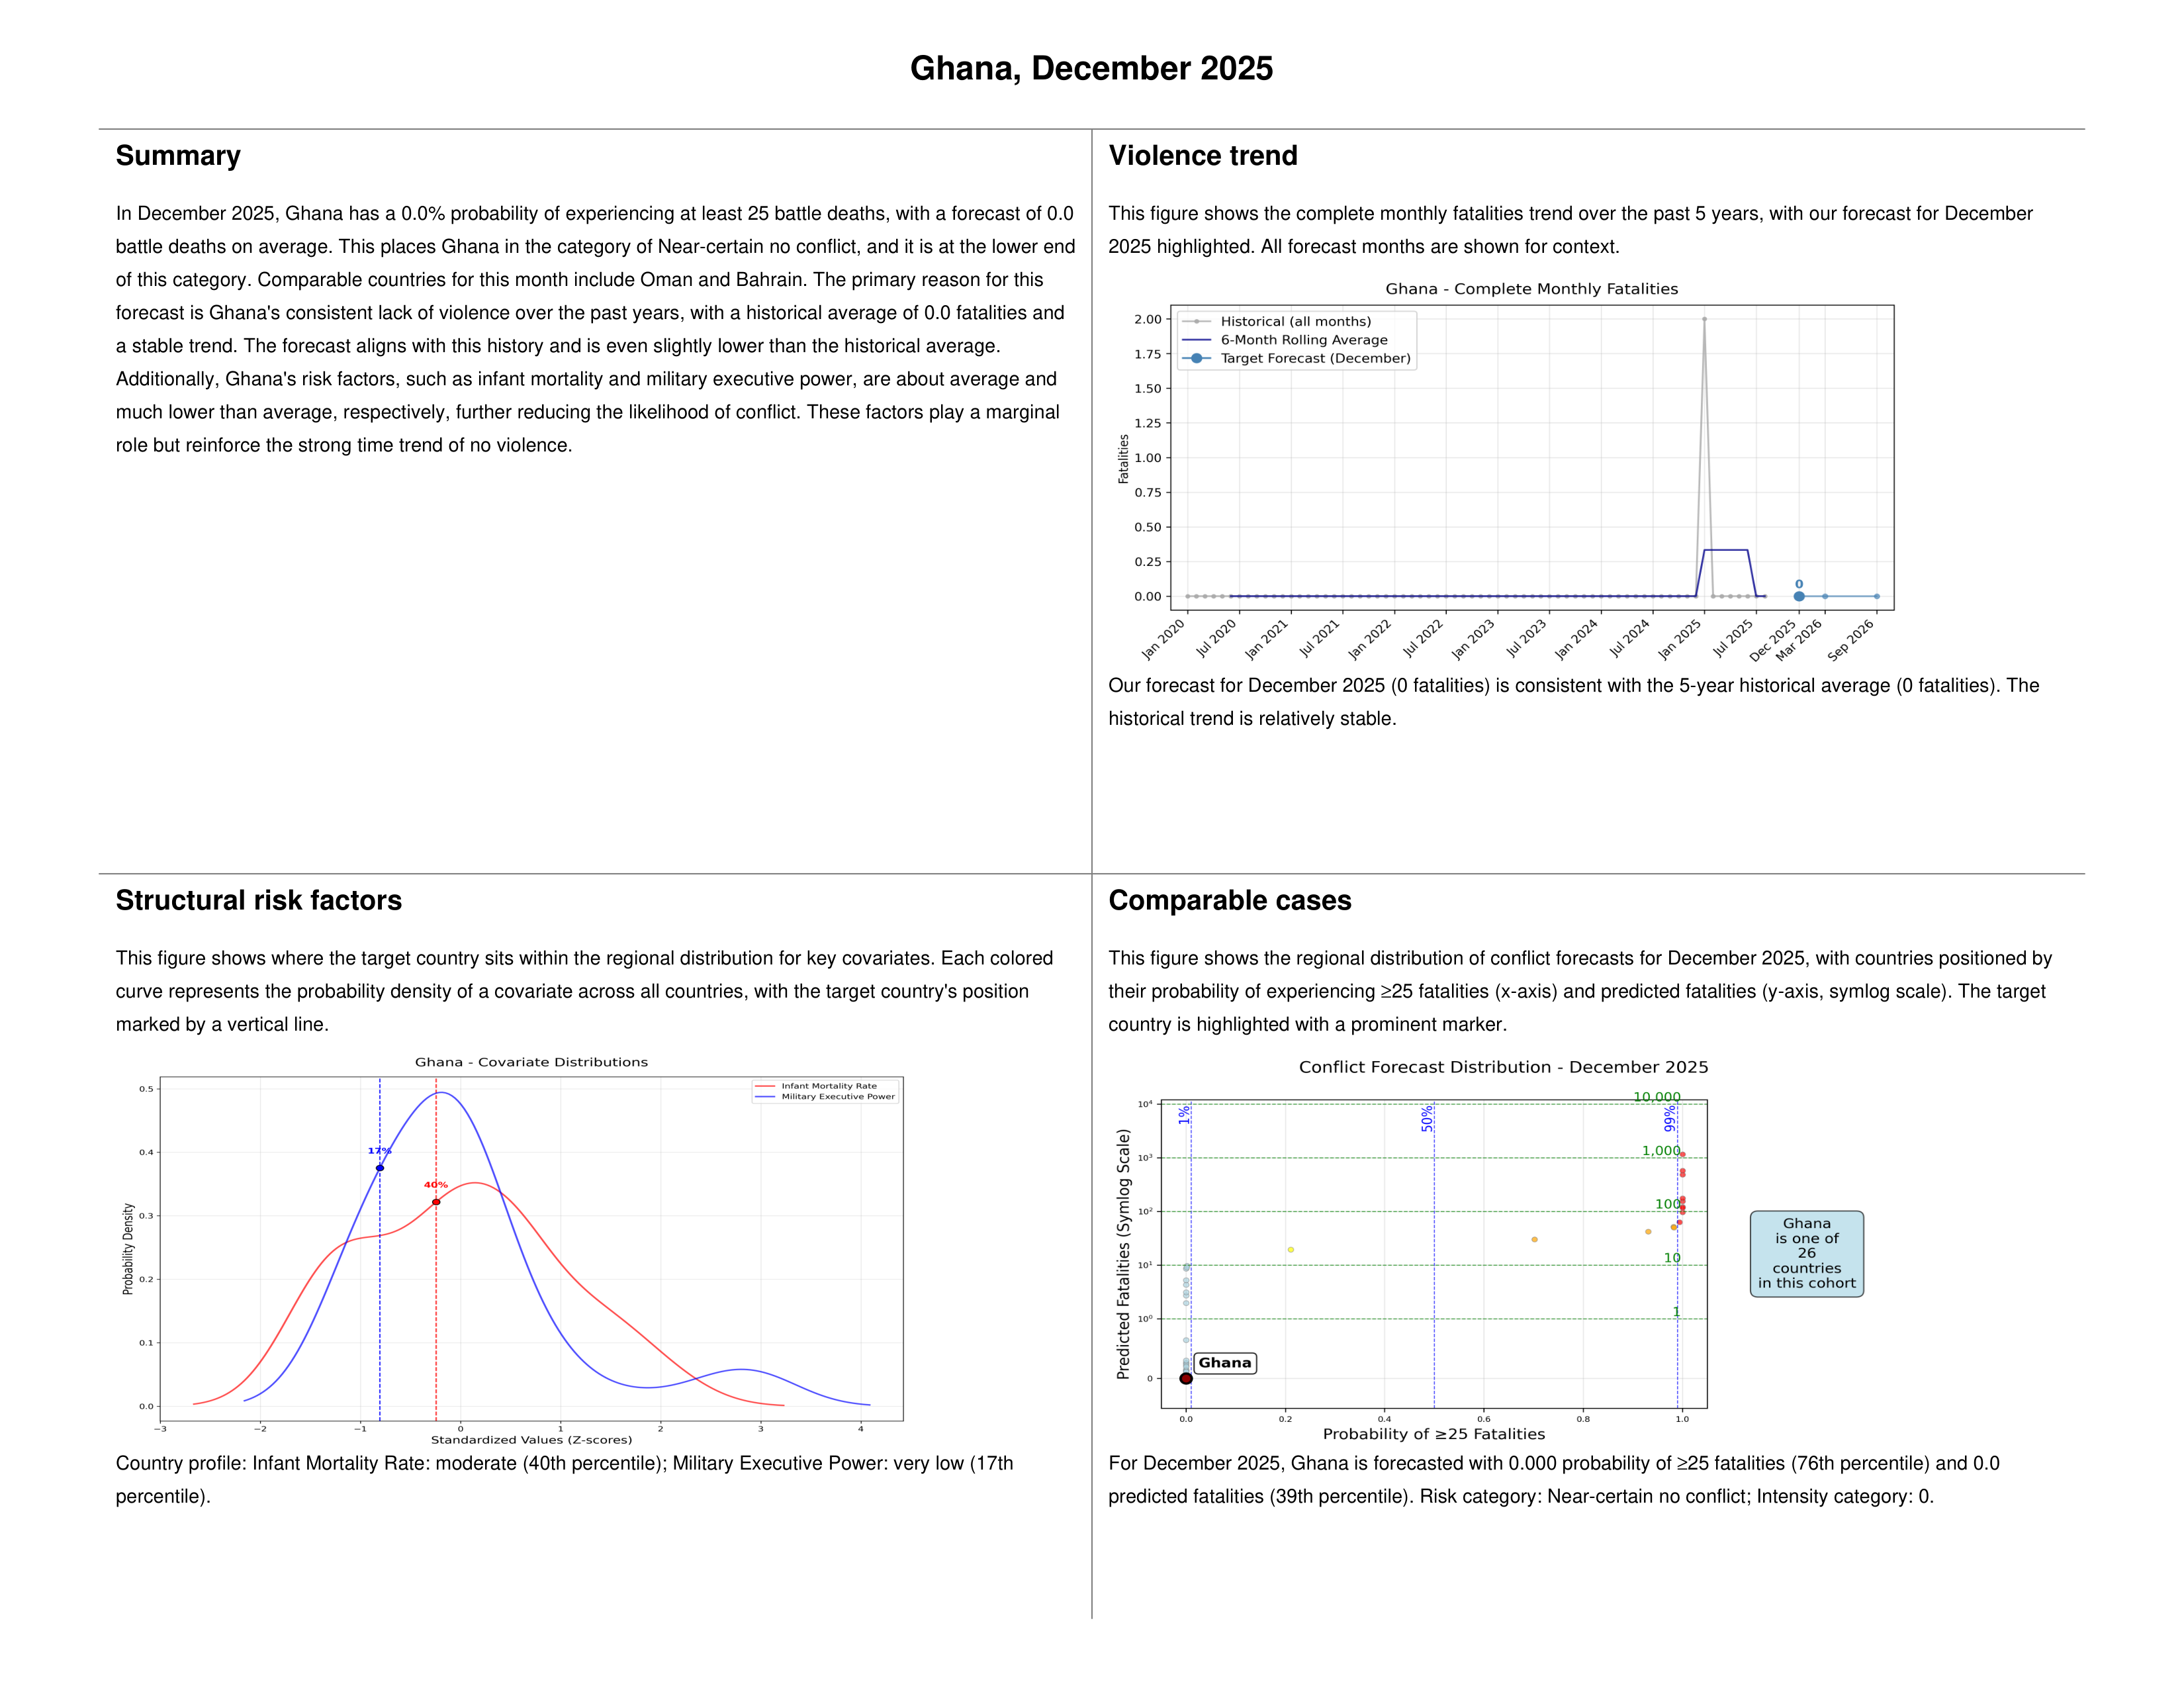 Ghana, December 2025
Summary
In December 2025, Ghana has a 0.0% probability of experiencing at least 25 battle deaths, with a forecast of 0.0
battle deaths on average. This places Ghana in the category of Near-certain no conflict, and it is at the lower end
of this category. Comparable countries for this month include Oman and Bahrain. The primary reason for this
forecast is Ghana's consistent lack of violence over the past years, with a historical average of 0.0 fatalities and
a stable trend. The forecast aligns with this history and is even slightly lower than the historical average.
Additionally, Ghana's risk factors, such as infant mortality and military executive power, are about average and
much lower than average, respectively, further reducing the likelihood of conflict. These factors play a marginal
role but reinforce the strong time trend of no violence.
Violence trend
This figure shows the complete monthly fatalities trend over the past 5 years, with our forecast for December
2025 highlighted. All forecast months are shown for context.
Ghana - Complete Monthly Fatalities
Historical (all months)
6-Month Rolling Average
Target Forecast (December)
Fatalities
2.00
1.75
1.50
1.25
1.00
0.75
0.50
0.25
0.00
0
Jan 2020
Jul 2020
Jan 2021
Jul 2021
Jan 2022
Jul 2022
Jan 2023
Jul 2023
Jan 2024
Jul 2024
Jan 2025
Jul 2025
Dec 2025
Mar 2026
Sep 2026
Our forecast for December 2025 (0 fatalities) is consistent with the 5-year historical average (0 fatalities). The
historical trend is relatively stable.
Structural risk factors
This figure shows where the target country sits within the regional distribution for key covariates. Each colored
curve represents the probability density of a covariate across all countries, with the target country's position
marked by a vertical line.
Ghana - Covariate Distributions
Infant Mortality Rate
Military Executive Power
Probability Density
0.5
0.4
0.3
0.2
0.1
0.0
17%
40%
−3
−2
−1
0
1
2
3
4
Standardized Values (Z-scores)
Country profile: Infant Mortality Rate: moderate (40th percentile); Military Executive Power: very low (17th
percentile).
Comparable cases
This figure shows the regional distribution of conflict forecasts for December 2025, with countries positioned by
their probability of experiencing ≥25 fatalities (x-axis) and predicted fatalities (y-axis, symlog scale). The target
country is highlighted with a prominent marker.
Conflict Forecast Distribution - December 2025
Predicted Fatalities (Symlog Scale)
10⁴
10³
10²
10¹
10⁰
0
1%
50%
99%
10,000
1,000
100
10
1
Ghana
0.0
0.2
0.4
0.6
0.8
1.0
Probability of ≥25 Fatalities
Ghana
is one of
26
countries
in this cohort
For December 2025, Ghana is forecasted with 0.000 probability of ≥25 fatalities (76th percentile) and 0.0
predicted fatalities (39th percentile). Risk category: Near-certain no conflict; Intensity category: 0.